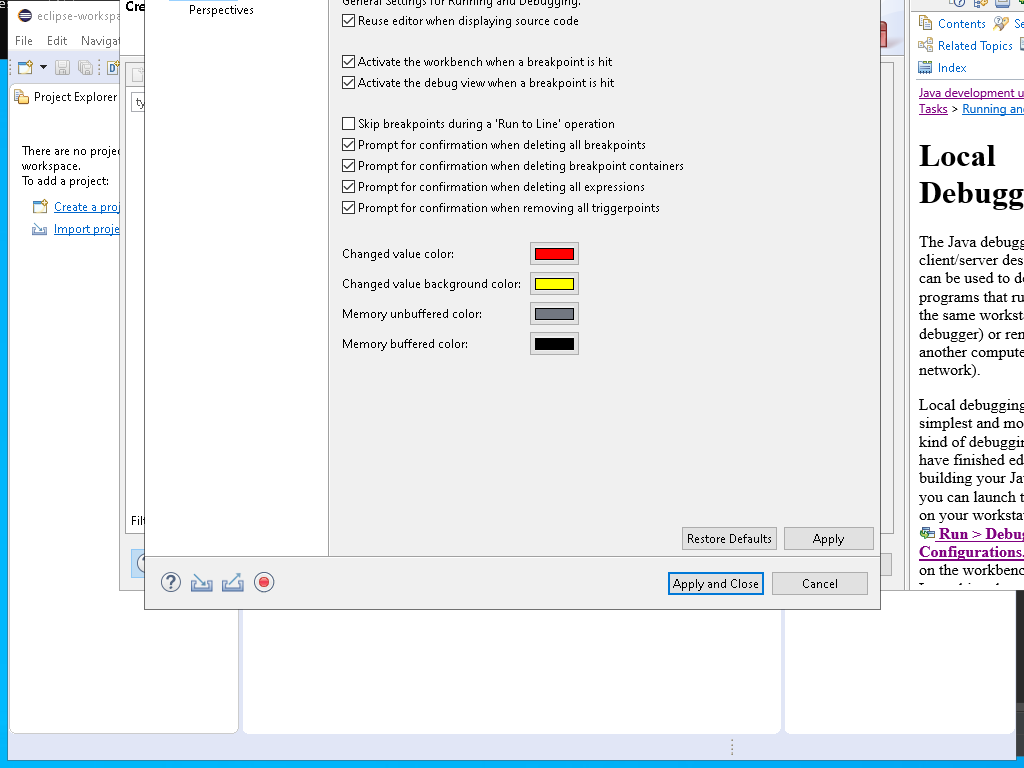 eclipse-workspa
Cre
File Edit Navigat
Project Explorer
There are no projec
workspace.
To add a project:
Create a proj
Import proje
ty
Filt
Perspectives
General Settings for Running and Debugging.
Reuse editor when displaying source code
Activate the workbench when a breakpoint is hit
Activate the debug view when a breakpoint is hit
Skip breakpoints during a 'Run to Line' operation
Prompt for confirmation when deleting all breakpoints
Prompt for confirmation when deleting breakpoint containers
Prompt for confirmation when deleting all expressions
Prompt for confirmation when removing all triggerpoints
Changed value color:
Changed value background color:
Memory unbuffered color:
Memory buffered color:
Restore Defaults Apply
Apply and Close Cancel
Contents Se
Related Topics
Index
Java development u
Tasks > Running and
Local
Debugg
The Java debugg
client/server des
can be used to de
programs that ru
the same worksta
debugger) or ren
another compute
network).
Local debugging
simplest and mo
kind of debuggin
have finished ed
building your Ja
you can launch t
on your worksta
Run > Debug
Configurations.
on the workbenc